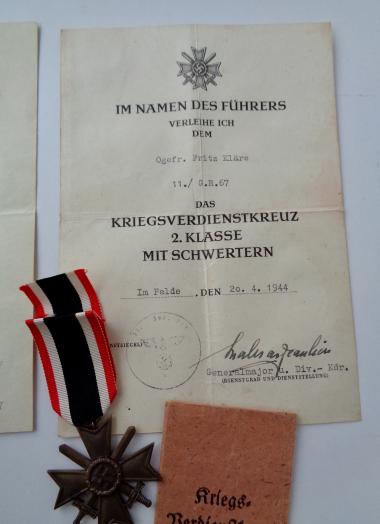 IM NAMEN DES FÜHRERS
VERLEIHE ICH
DEM
Ogefr. Fritz Kläre
11./ G.R.67
DAS
KRIEGSVERDIENSTKREUZ
2. KLASSE
MIT SCHWERTERN
Im Felde , DEN 20. 4. 1944
Generalmajor u. Div.- Kdr.
(DIENSTGRAD UND DIENSTSTELLUNG)
Kriegs-